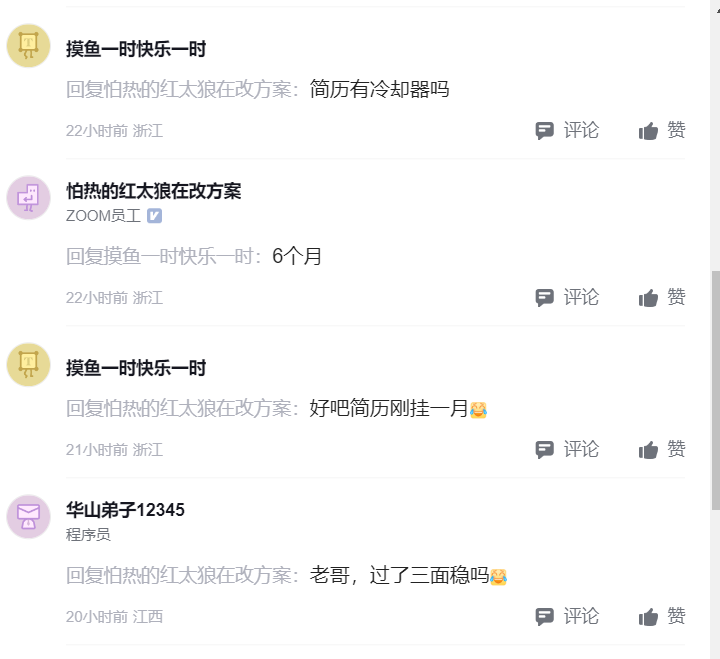 摸鱼一时快乐一时
回复怕热的红太狼在改方案：简历有冷却器吗
22小时前 浙江 评论 赞
怕热的红太狼在改方案
ZOOM员工
回复摸鱼一时快乐一时：6个月
22小时前 浙江 评论 赞
摸鱼一时快乐一时
回复怕热的红太狼在改方案：好吧简历刚挂一月😂
21小时前 浙江 评论 赞
华山弟子12345
程序员
回复怕热的红太狼在改方案：老哥，过了三面稳吗😂
20小时前 江西 评论 赞